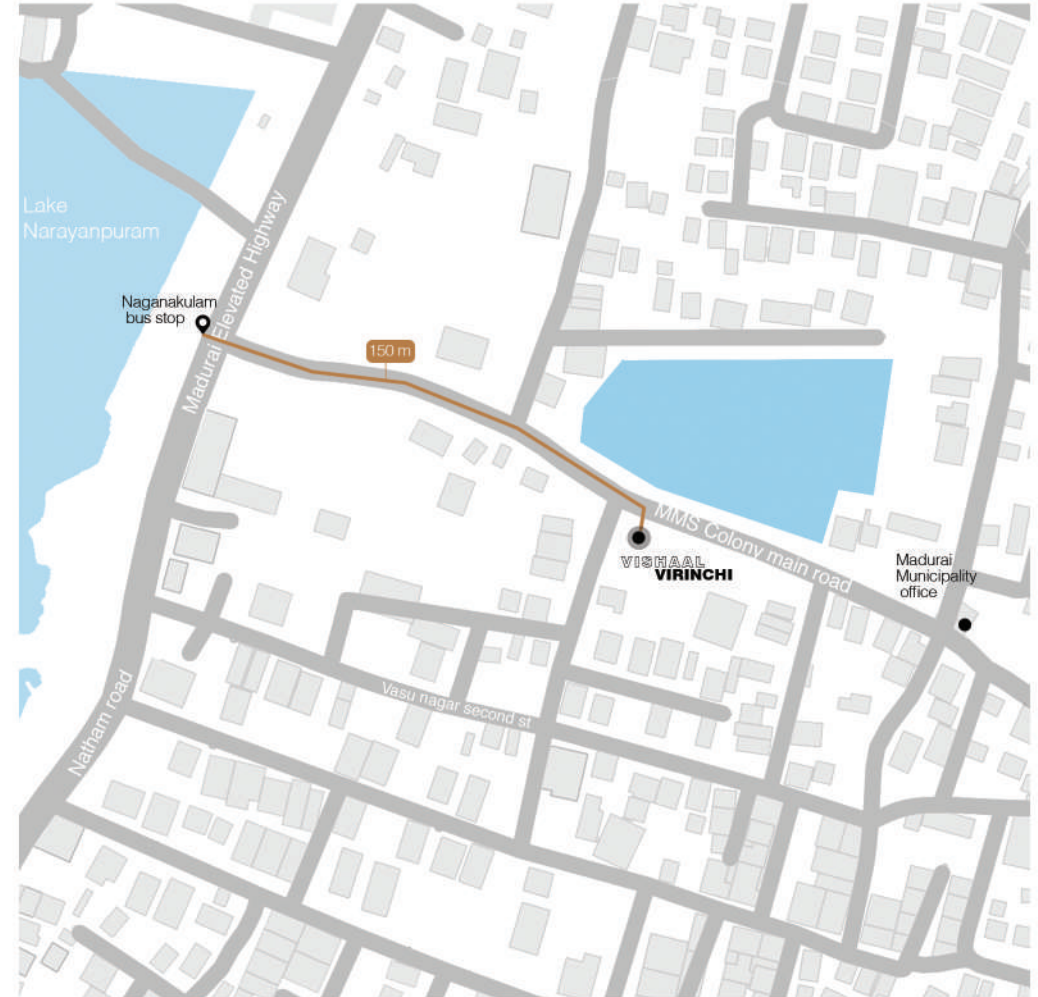 Lake
Narayanpuram
Madurai Elevated Highway
Naganakulam
bus stop
150 m
MMS Colony main road
VISHAAL
VIRINCHI
Madurai
Municipality
office
Vasu nagar second st
Natham road